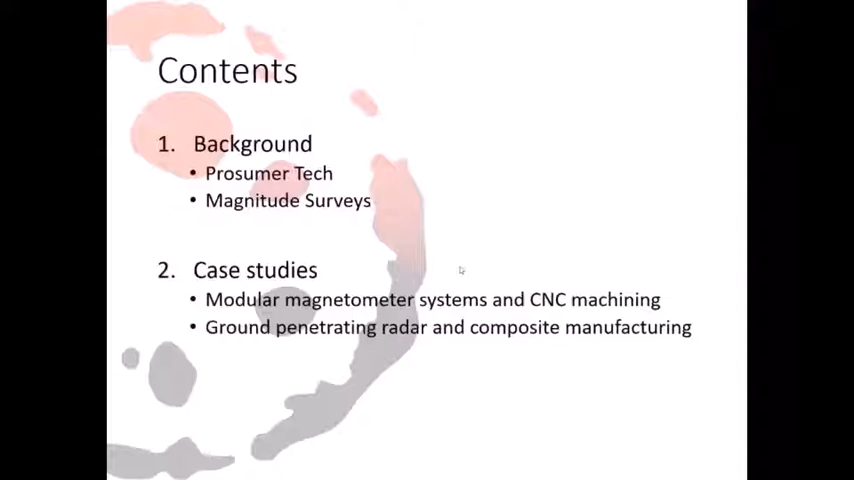 Contents
1. Background
• Prosumer Tech
• Magnitude Surveys
2. Case studies
• Modular magnetometer systems and CNC machining
• Ground penetrating radar and composite manufacturing